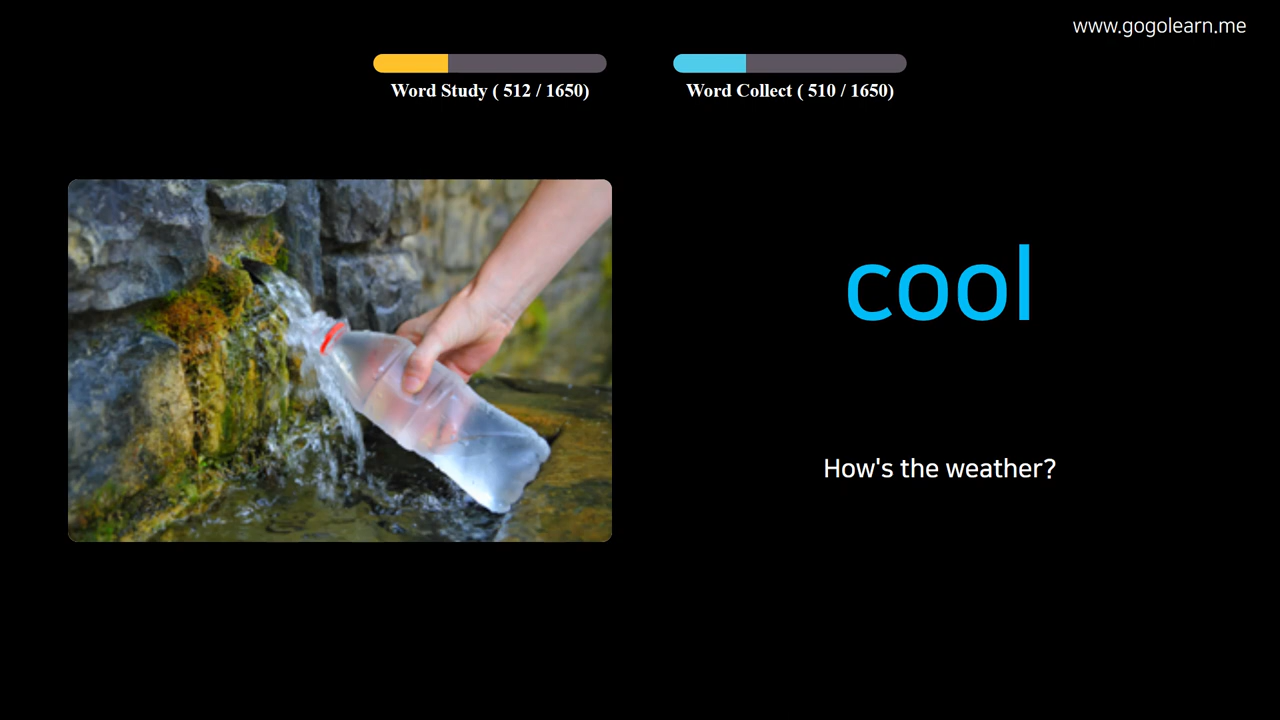 www.gogolearn.me
Word Study ( 512 / 1650)
Word Collect ( 510 / 1650)
cool
How's the weather?